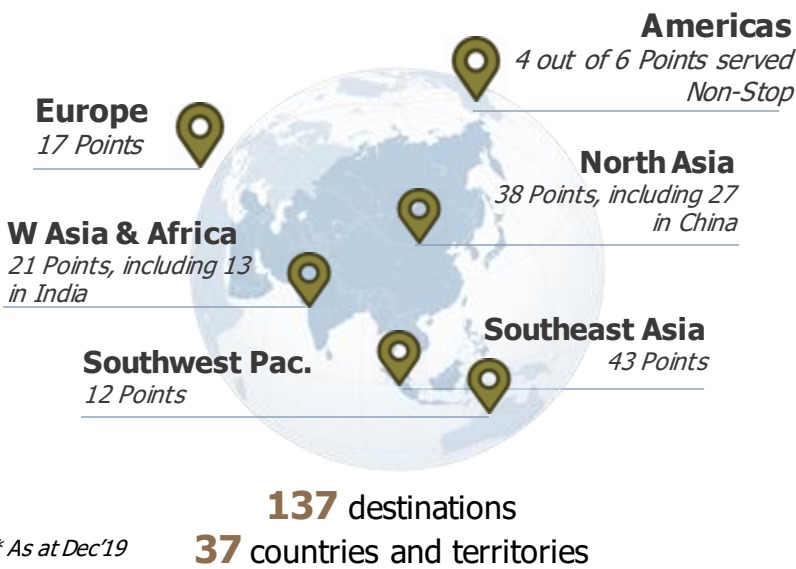 Americas
4 out of 6 Points served
Non-Stop
Europe
17 Points
North Asia
38 Points, including 27
in China
W Asia & Africa
21 Points, including 13
in India
Southeast Asia
43 Points
Southwest Pac.
12 Points
137 destinations
* As at Dec'19
37 countries and territories